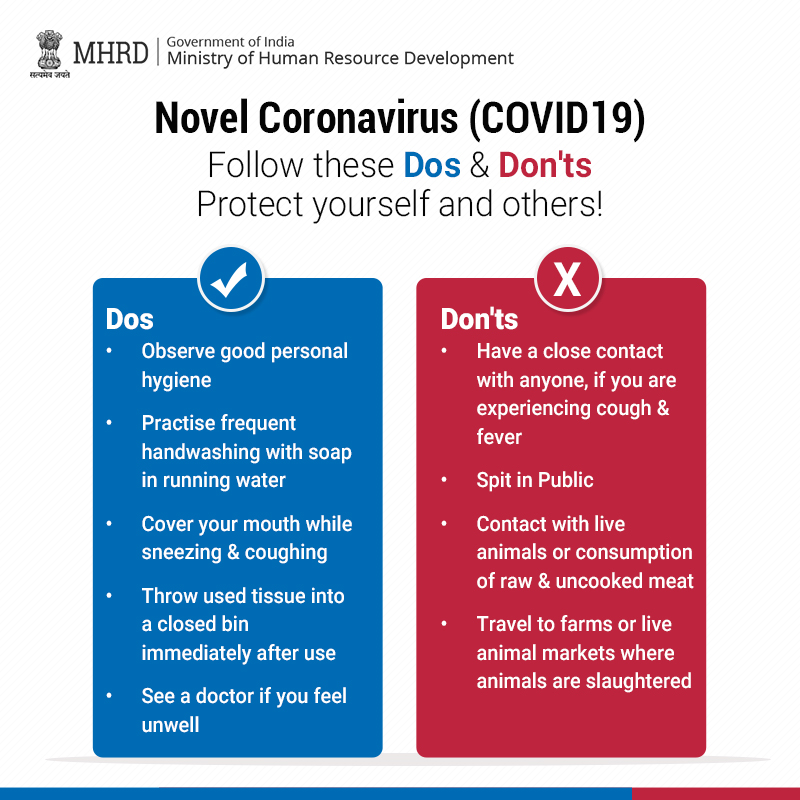 MHRD
Government of India
Ministry of Human Resource Development
सत्यमेव जयते
Novel Coronavirus (COVID19)
Follow these Dos & Don'ts
Protect yourself and others!
X
Dos
• Observe good personal
hygiene
• Practise frequent
handwashing with soap
in running water
• Cover your mouth while
sneezing & coughing
• Throw used tissue into
a closed bin
immediately after use
• See a doctor if you feel
unwell
Don'ts
• Have a close contact
with anyone, if you are
experiencing cough &
fever
• Spit in Public
• Contact with live
animals or consumption
of raw & uncooked meat
• Travel to farms or live
animal markets where
animals are slaughtered